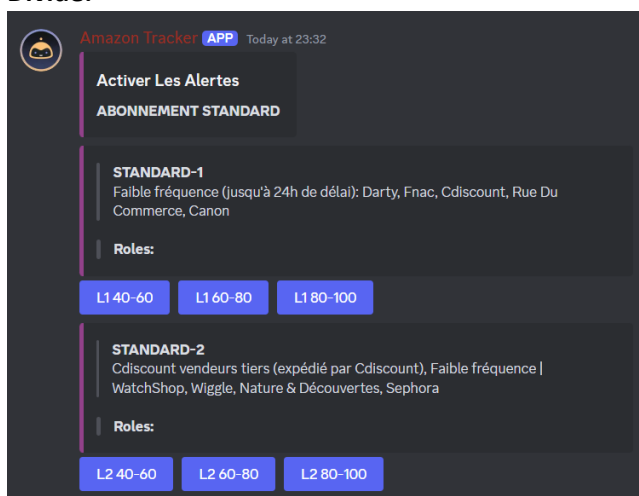 Amazon Tracker APP Today at 23:32
Activer Les Alertes
ABONNEMENT STANDARD
STANDARD-1
Faible fréquence (jusqu'à 24h de délai): Darty, Fnac, Cdiscount, Rue Du
Commerce, Canon
Roles:
L1 40-60 L1 60-80 L1 80-100
STANDARD-2
Cdiscount vendeurs tiers (expédié par Cdiscount), Faible fréquence |
WatchShop, Wiggle, Nature & Découvertes, Sephora
Roles:
L2 40-60 L2 60-80 L2 80-100